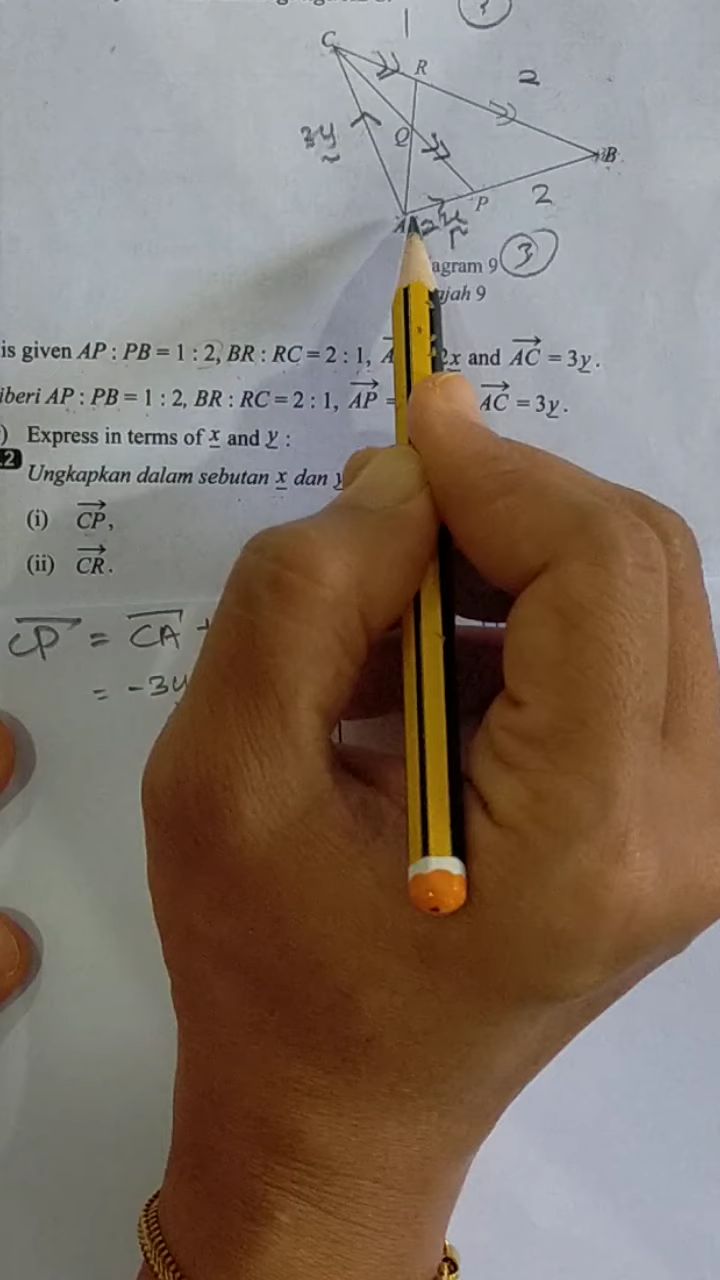 1
C
R
2
3y
Q
B
P
2
A
2x
agram 9
3
ajah 9
is given AP : PB = 1 : 2, BR : RC = 2 : 1, 2x and AC = 3y.
iberi AP : PB = 1 : 2, BR : RC = 2 : 1, AP = AC = 3y.
) Express in terms of x and y :
2
Ungkapkan dalam sebutan x dan y
(i) CP,
(ii) CR.
CP = CA +
= -3y